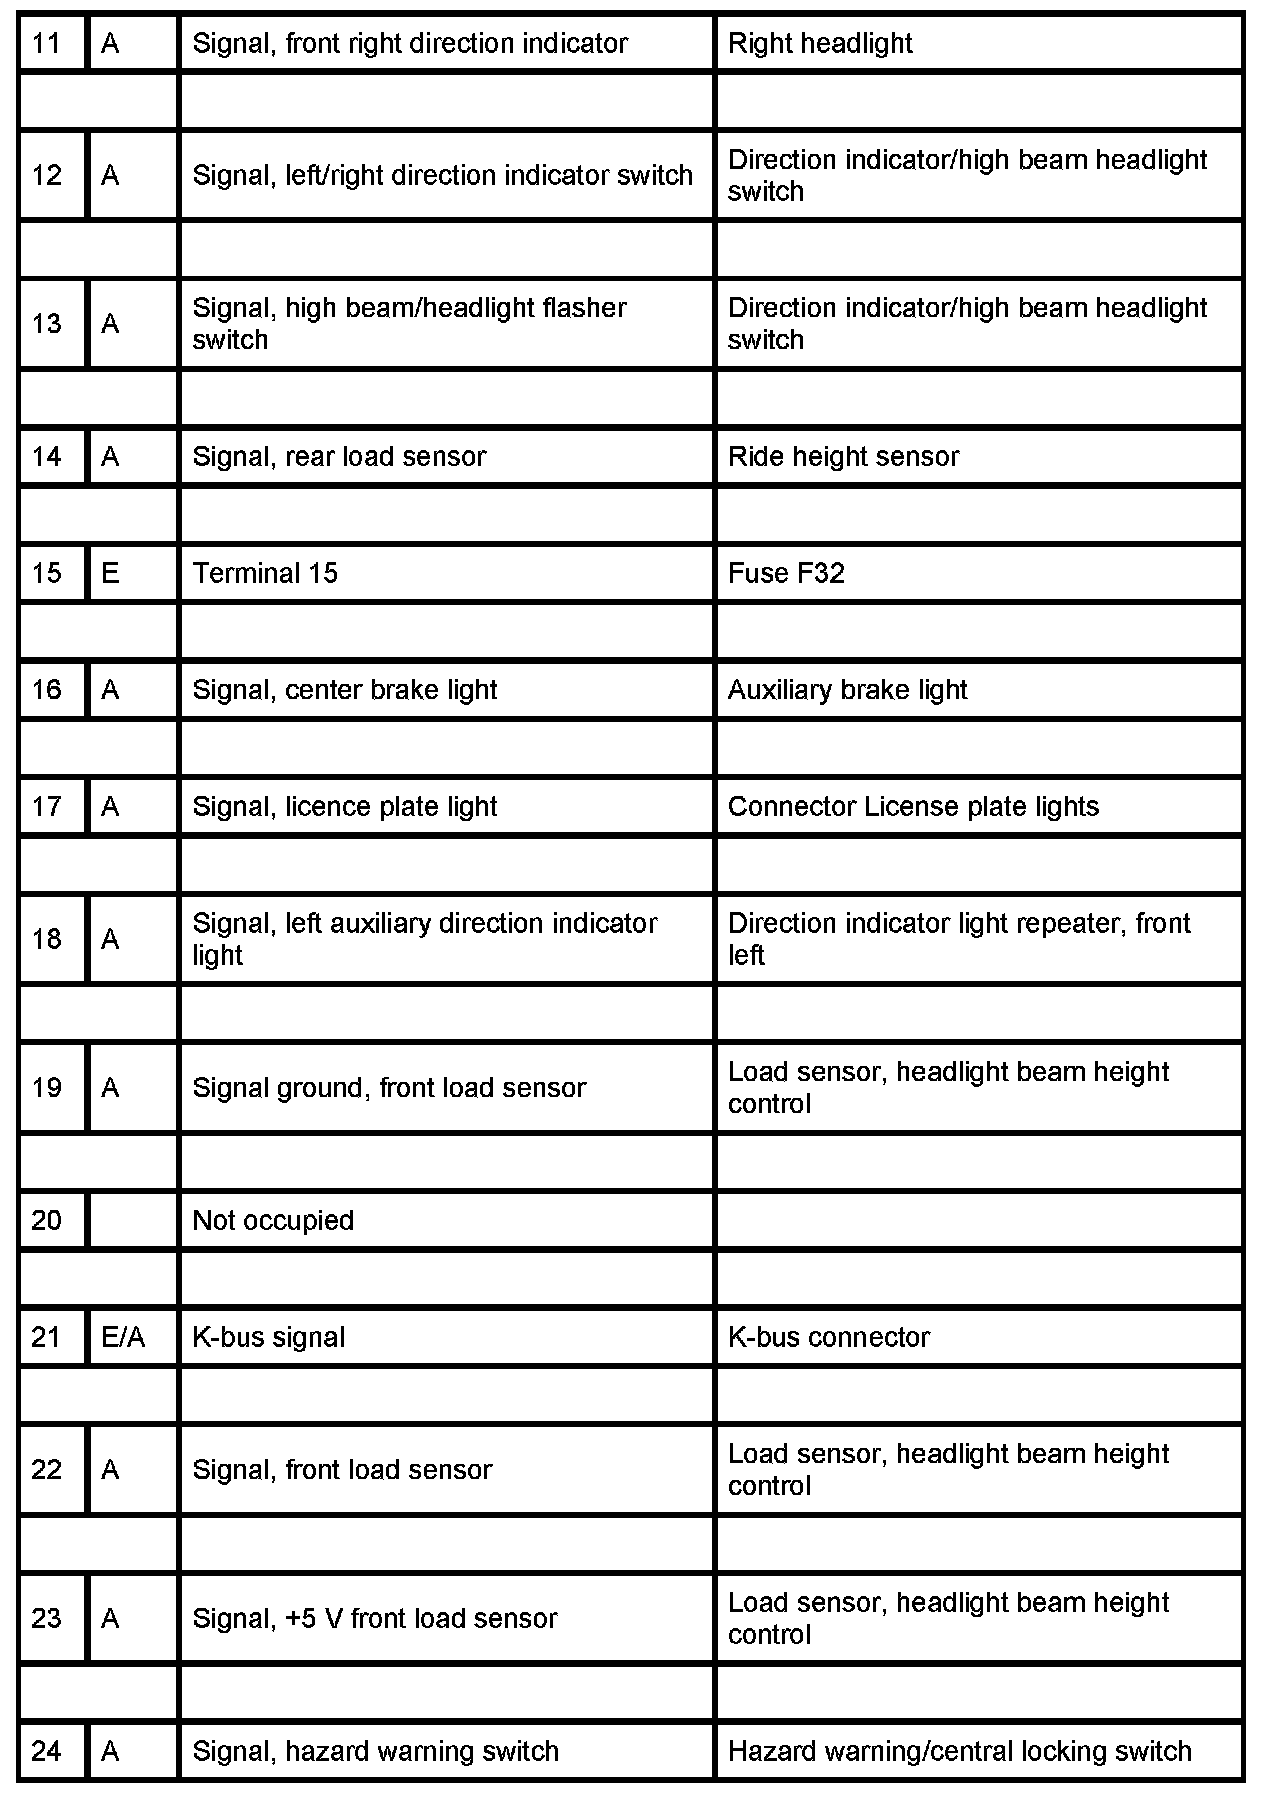 11 A Signal, front right direction indicator Right headlight
12 A Signal, left/right direction indicator switch Direction indicator/high beam headlight
switch
13 A Signal, high beam/headlight flasher
switch Direction indicator/high beam headlight
switch
14 A Signal, rear load sensor Ride height sensor
15 E Terminal 15 Fuse F32
16 A Signal, center brake light Auxiliary brake light
17 A Signal, licence plate light Connector License plate lights
18 A Signal, left auxiliary direction indicator
light Direction indicator light repeater, front
left
19 A Signal ground, front load sensor Load sensor, headlight beam height
control
20 Not occupied
21 E/A K-bus signal K-bus connector
22 A Signal, front load sensor Load sensor, headlight beam height
control
23 A Signal, +5 V front load sensor Load sensor, headlight beam height
control
24 A Signal, hazard warning switch Hazard warning/central locking switch